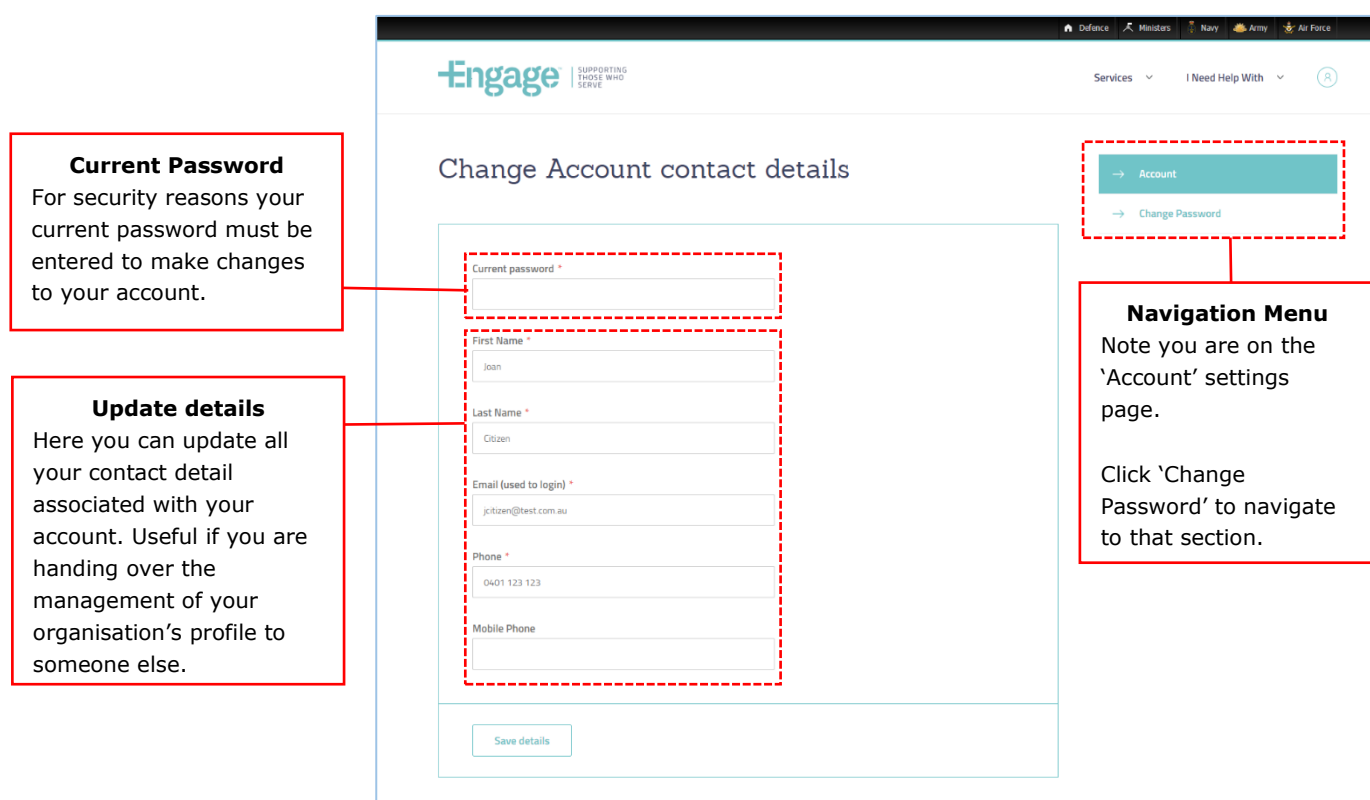 Defence Ministers Navy Army Air Force
Engage SUPPORTING
THOSE WHO
SERVE
Services I Need Help With
Current Password
For security reasons your
current password must be
entered to make changes
to your account.
Update details
Here you can update all
your contact detail
associated with your
account. Useful if you are
handing over the
management of your
organisation’s profile to
someone else.
Change Account contact details
Current password *
First Name *
Joan
Last Name *
Citizen
Email (used to login) *
jcitizen@test.com.au
Phone *
0401 123 123
Mobile Phone
Save details
Account
Change Password
Navigation Menu
Note you are on the
‘Account’ settings
page.
Click ‘Change
Password’ to navigate
to that section.